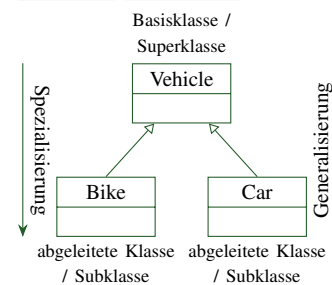 Basisklasse /
Superklasse
Vehicle
Spezialisierung
Generalisierung
Bike
Car
abgeleitete Klasse
/ Subklasse
abgeleitete Klasse
/ Subklasse